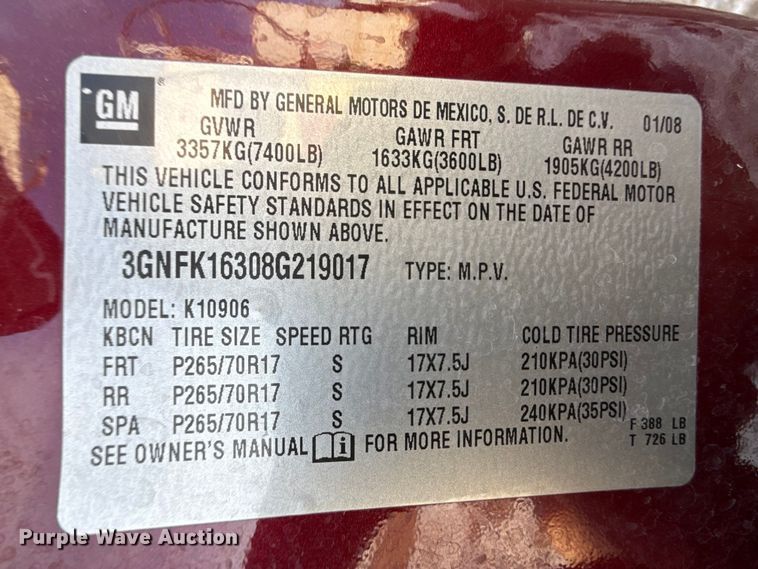 GM ® MFD BY GENERAL MOTORS DE MEXICO, S. DE R.L. DE C.V. 01/08
GVWR GAWR FRT GAWR RR
3357KG(7400LB) 1633KG(3600LB) 1905KG(4200LB)
THIS VEHICLE CONFORMS TO ALL APPLICABLE U.S. FEDERAL MOTOR
VEHICLE SAFETY STANDARDS IN EFFECT ON THE DATE OF
MANUFACTURE SHOWN ABOVE.
3GNFK16308G219017 TYPE: M.P.V.
MODEL: K10906
KBCN TIRE SIZE SPEED RTG RIM COLD TIRE PRESSURE
FRT P265/70R17 S 17X7.5J 210KPA(30PSI)
RR P265/70R17 S 17X7.5J 210KPA(30PSI)
SPA P265/70R17 S 17X7.5J 240KPA(35PSI)
F 388 LB
T 726 LB
SEE OWNER'S MANUAL i FOR MORE INFORMATION.
Purple Wave Auction